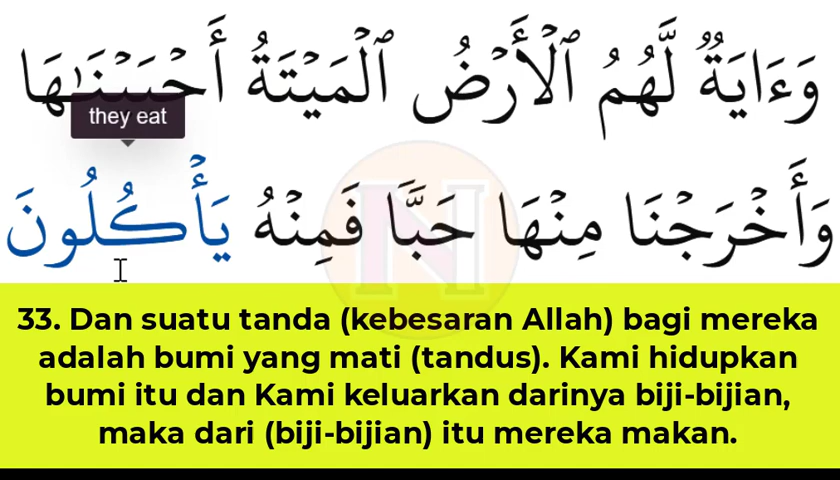 وَءَايَةٌ لَّهُمُ ٱلْأَرْضُ ٱلْمَيْتَةُ أَحْيَيْنَٰهَا
they eat
وَأَخْرَجْنَا مِنْهَا حَبًّا فَمِنْهُ يَأْكُلُونَ
33. Dan suatu tanda (kebesaran Allah) bagi mereka
adalah bumi yang mati (tandus). Kami hidupkan
bumi itu dan Kami keluarkan darinya biji-bijian,
maka dari (biji-bijian) itu mereka makan.